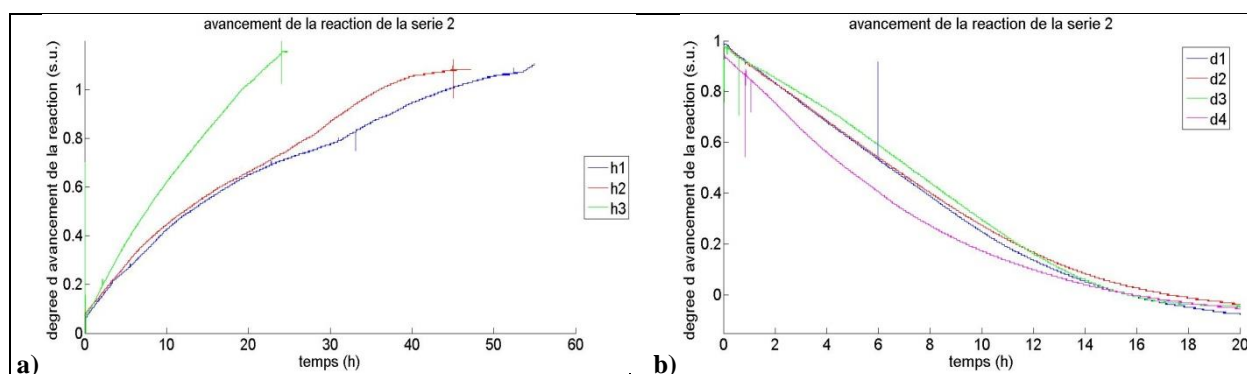 avancement de la reaction de la serie 2
degree d avancement de la reaction (s.u.)
1
0.8
0.6
0.4
0.2
0
0 10 20 30 40 50 60
temps (h)
h1
h2
h3
a)
avancement de la reaction de la serie 2
degree d avancement de la reaction (s.u.)
1
0.8
0.6
0.4
0.2
0
0 2 4 6 8 10 12 14 16 18 20
temps (h)
d1
d2
d3
d4
b)